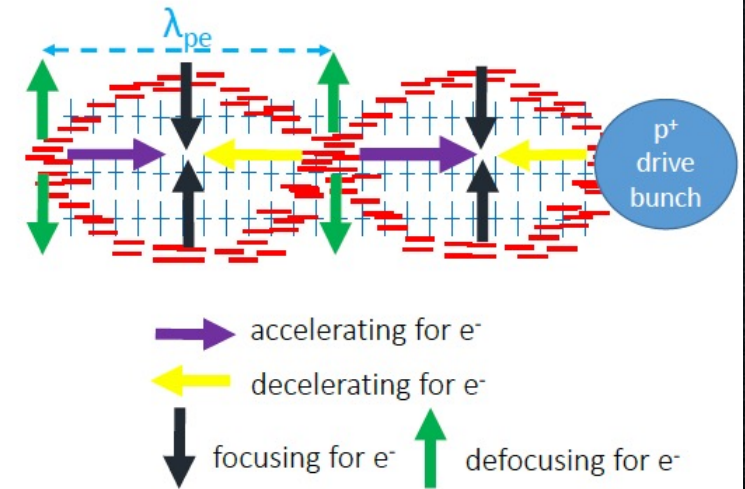 λpe
p⁺
drive
bunch
accelerating for e⁻
decelerating for e⁻
focusing for e⁻
defocusing for e⁻